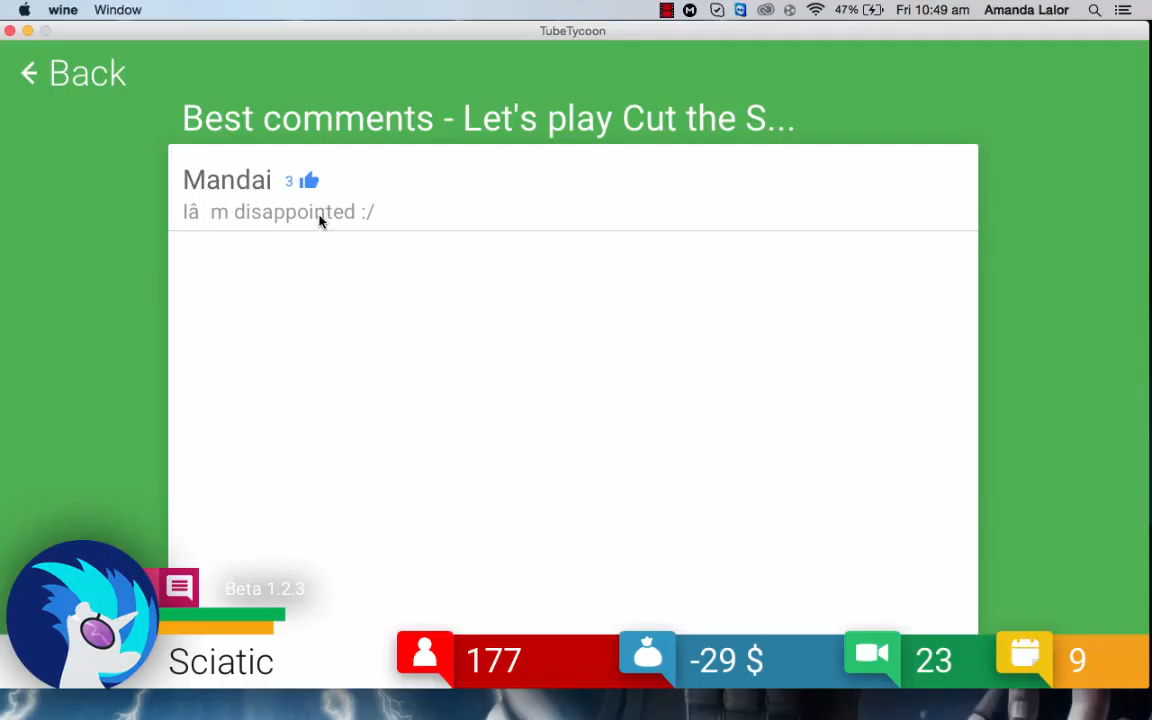 wine Window 47% Fri 10:49 am Amanda Lalor
TubeTycoon
Back
Best comments - Let's play Cut the S...
Mandai 3
Iâ  m disappointed :/
Beta 1.2.3
Sciatic 177 -29 $ 23 9